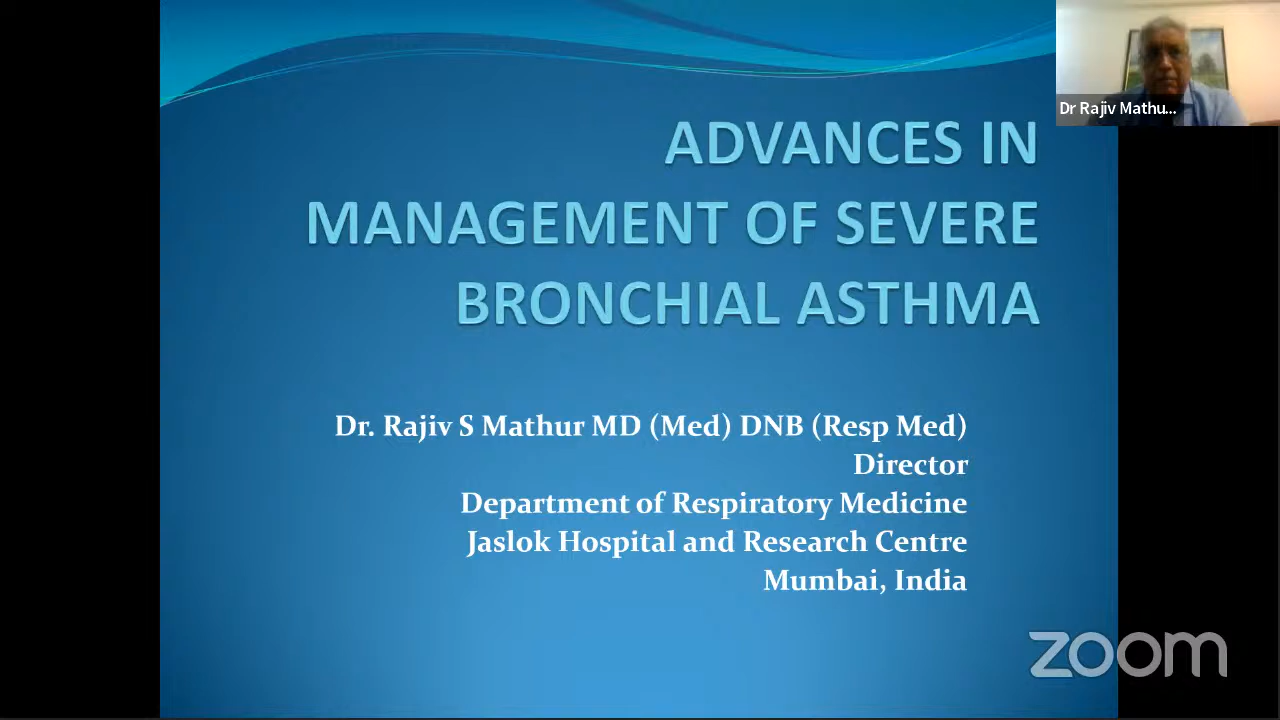 Dr Rajiv Mathu...
ADVANCES IN
MANAGEMENT OF SEVERE
BRONCHIAL ASTHMA
Dr. Rajiv S Mathur MD (Med) DNB (Resp Med)
Director
Department of Respiratory Medicine
Jaslok Hospital and Research Centre
Mumbai, India
zoom